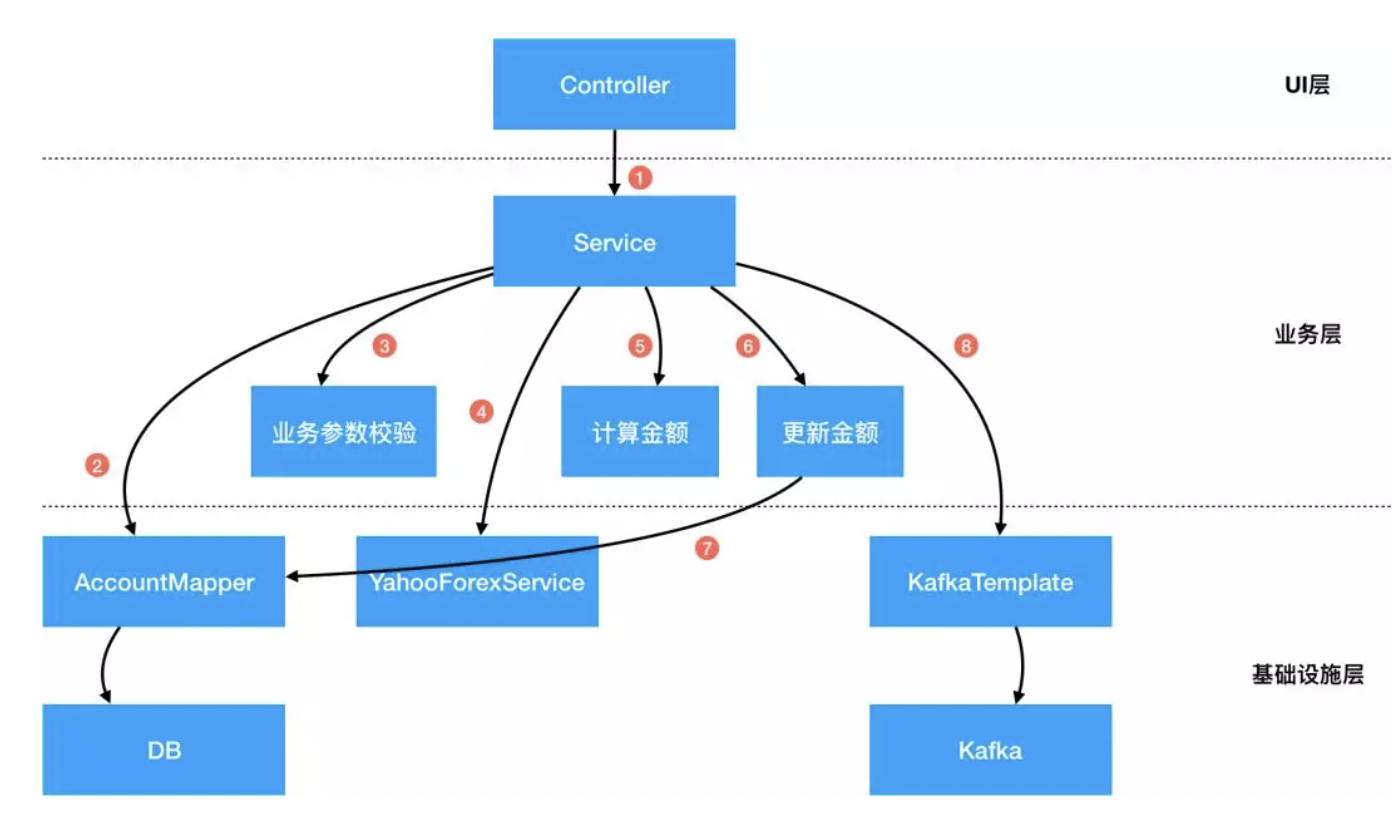 Controller
UI层
1
Service
业务层
3
5
6
8
4
业务参数校验
计算金额
更新金额
2
7
AccountMapper
YahooForexService
KafkaTemplate
基础设施层
DB
Kafka